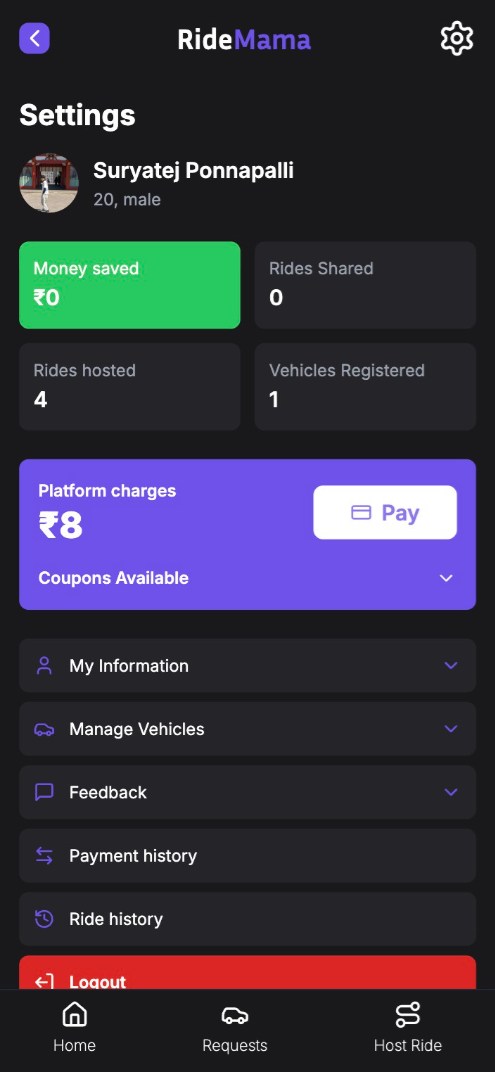 RideMama
Settings
Suryatej Ponnapalli
20, male
Money saved
₹0
Rides Shared
0
Rides hosted
4
Vehicles Registered
1
Platform charges
₹8
Pay
Coupons Available
My Information
Manage Vehicles
Feedback
Payment history
Ride history
Logout
Home
Requests
Host Ride